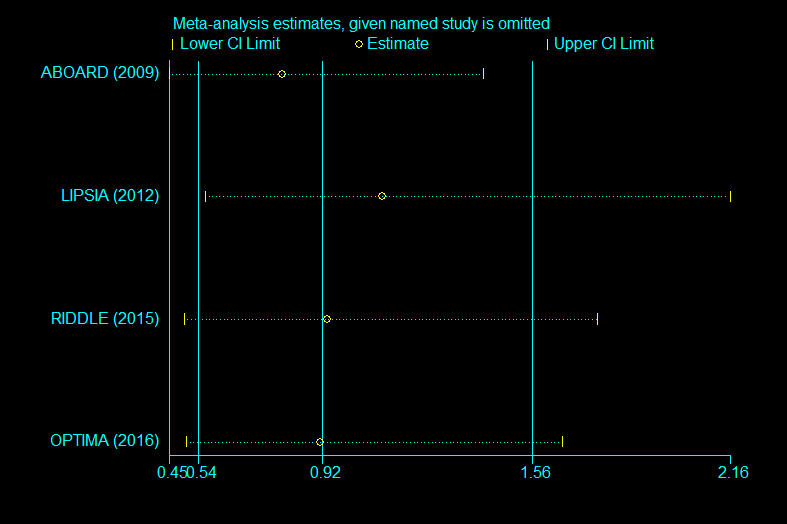 Meta-analysis estimates, given named study is omitted
Lower CI Limit Estimate Upper CI Limit
ABOARD (2009)
LIPSIA (2012)
RIDDLE (2015)
OPTIMA (2016)
0.45 0.54 0.92 1.56 2.16